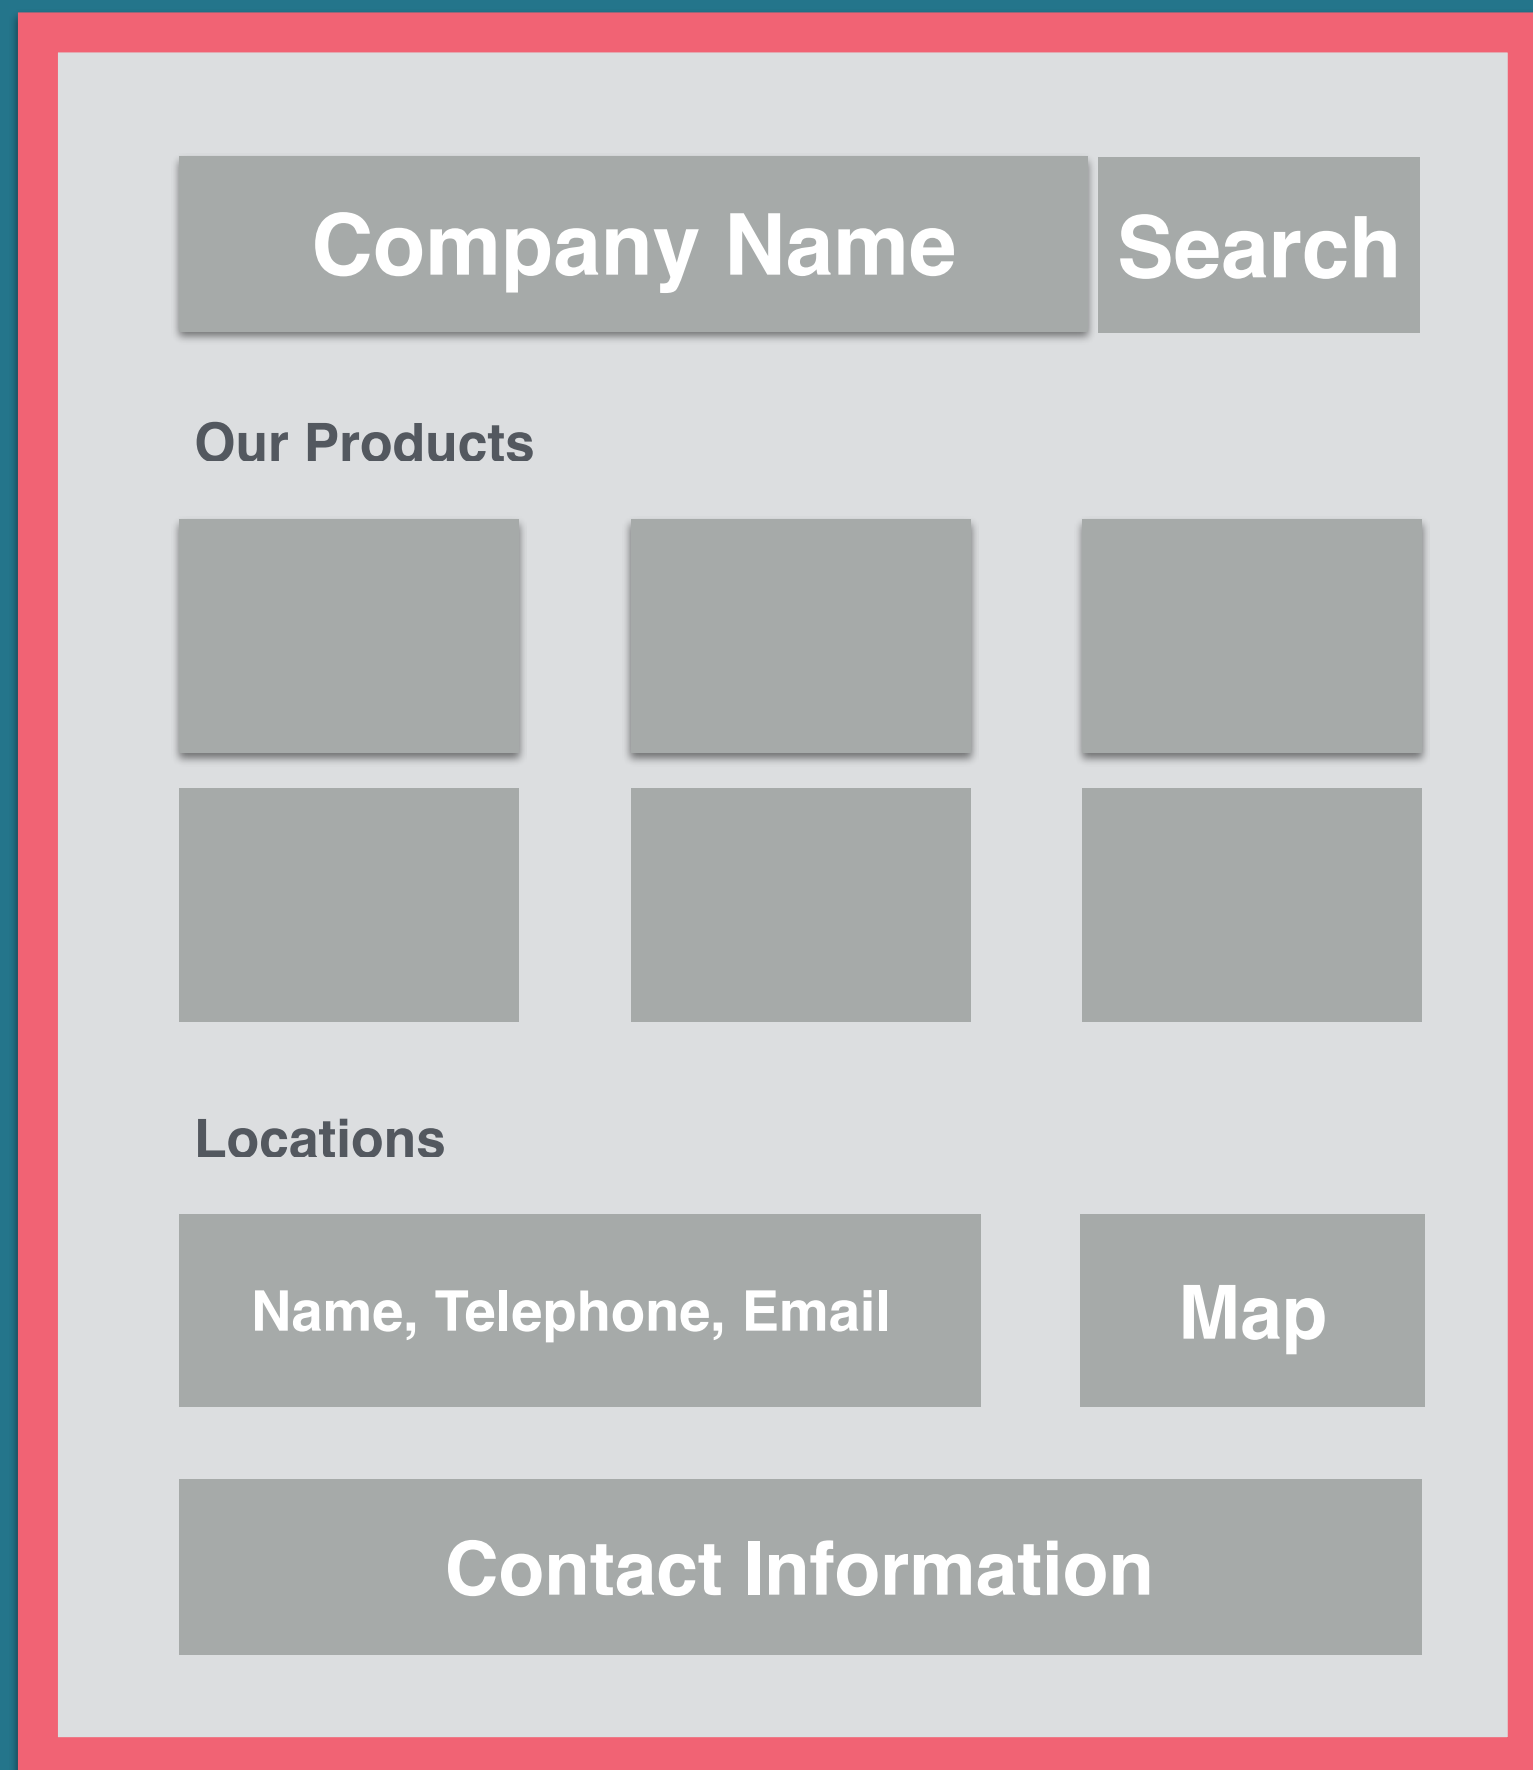 Company Name
Search
Our Products
Locations
Name, Telephone, Email
Map
Contact Information